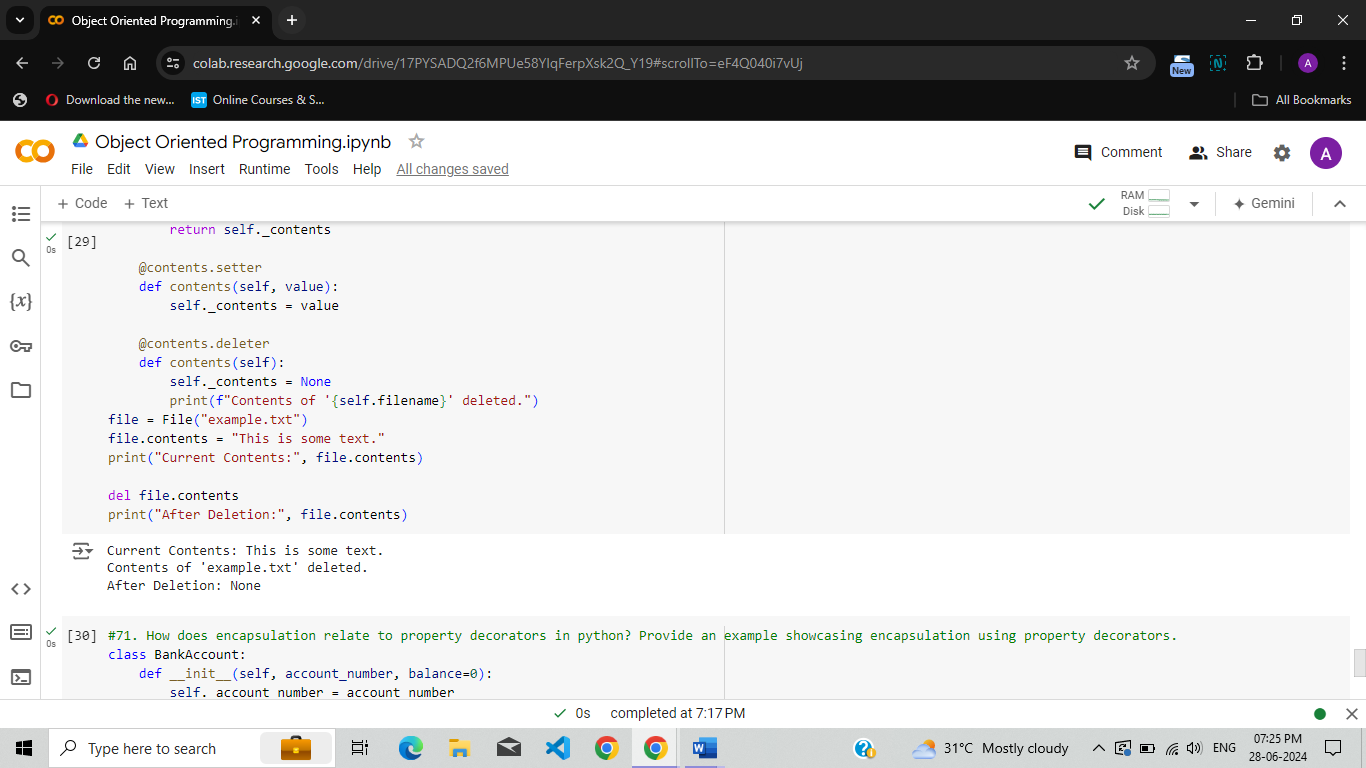 Object Oriented Programming.i
colab.research.google.com/drive/17PYSADQ2f6MPUe58YIqFerpXsk2Q_Y19#scrollTo=eF4Q040i7vUj
New
N
A
Download the new...
IST
Online Courses & S...
All Bookmarks
Object Oriented Programming.ipynb
File Edit View Insert Runtime Tools Help All changes saved
Comment
Share
A
+ Code + Text
RAM
Disk
Gemini
{x}
[29]
0s
return self._contents
@contents.setter
def contents(self, value):
self._contents = value
@contents.deleter
def contents(self):
self._contents = None
print(f"Contents of '{self.filename}' deleted.")
file = File("example.txt")
file.contents = "This is some text."
print("Current Contents:", file.contents)
del file.contents
print("After Deletion:", file.contents)
Current Contents: This is some text.
Contents of 'example.txt' deleted.
After Deletion: None
[30] #71. How does encapsulation relate to property decorators in python? Provide an example showcasing encapsulation using property decorators.
0s
class BankAccount:
def __init__(self, account_number, balance=0):
self._account_number = account_number
0s completed at 7:17 PM
Type here to search
31°C Mostly cloudy
ENG
07:25 PM
28-06-2024